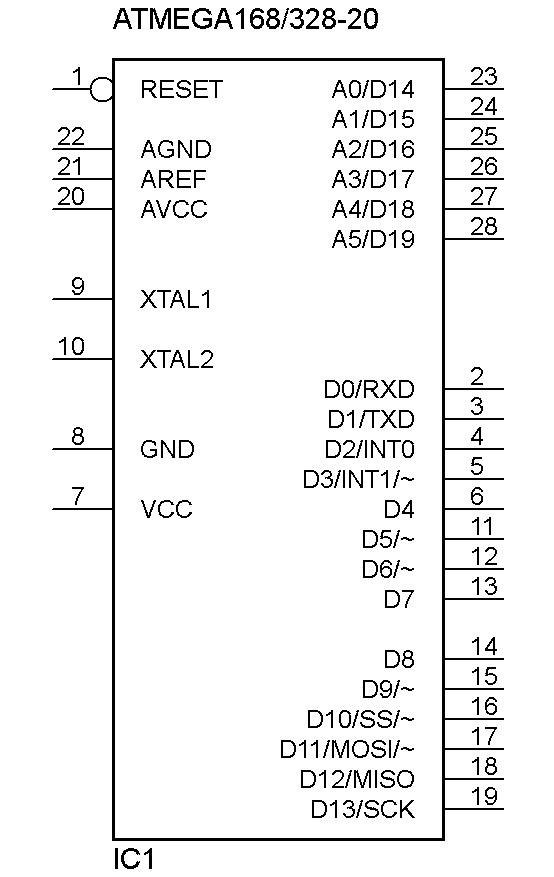 ATMEGA168/328-20
1 RESET A0/D14 23
A1/D15 24
22 AGND A2/D16 25
21 AREF A3/D17 26
20 AVCC A4/D18 27
A5/D19 28
9 XTAL1
10 XTAL2
D0/RXD 2
D1/TXD 3
8 GND D2/INT0 4
D3/INT1/~ 5
7 VCC D4 6
D5/~ 11
D6/~ 12
D7 13
D8 14
D9/~ 15
D10/SS/~ 16
D11/MOSI/~ 17
D12/MISO 18
D13/SCK 19
IC1